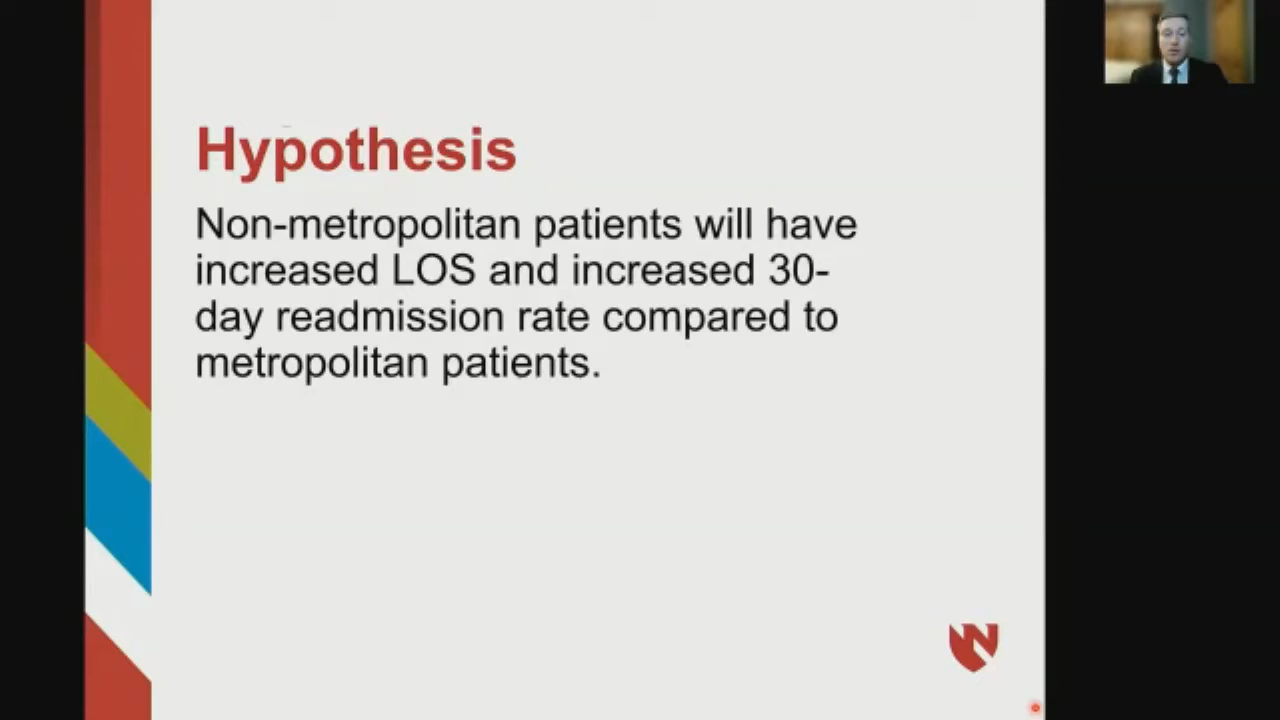 Hypothesis
Non-metropolitan patients will have
increased LOS and increased 30-
day readmission rate compared to
metropolitan patients.